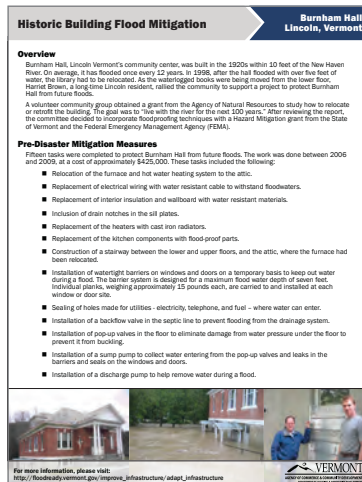 Historic Building Flood Mitigation
Burnham Hall
Lincoln, Vermont
Overview
Burnham Hall, Lincoln Vermont's community center, was built in the 1920s within 10 feet of the New Haven
River. On average, it has flooded once every 12 years. In 1998, after the hall flooded with over five feet of
water, the library had to be relocated. As the waterlogged books were being moved from the lower floor,
Harriet Brown, a long-time Lincoln resident, rallied the community to support a project to protect Burnham
Hall from future floods.
A volunteer community group obtained a grant from the Agency of Natural Resources to study how to relocate
or retrofit the building. The goal was to "live with the river for the next 100 years." After reviewing the report,
the committee decided to incorporate floodproofing techniques with a Hazard Mitigation grant from the State
of Vermont and the Federal Emergency Management Agency (FEMA).
Pre-Disaster Mitigation Measures
Fifteen tasks were completed to protect Burnham Hall from future floods. The work was done between 2006
and 2009, at a cost of approximately $425,000. These tasks included the following:
■ Relocation of the furnace and hot water heating system to the attic.
■ Replacement of electrical wiring with water resistant cable to withstand floodwaters.
■ Replacement of interior insulation and wallboard with water resistant materials.
■ Inclusion of drain notches in the sill plates.
■ Replacement of the heaters with cast iron radiators.
■ Replacement of the kitchen components with flood-proof parts.
■ Construction of a stairway between the lower and upper floors, and the attic, where the furnace had
been relocated.
■ Installation of watertight barriers on windows and doors on a temporary basis to keep out water
during a flood. The barrier system is designed for a maximum flood water depth of seven feet.
Individual planks, weighing approximately 15 pounds each, are carried to and installed at each
window or door site.
■ Sealing of holes made for utilities - electricity, telephone, and fuel – where water can enter.
■ Installation of a backflow valve in the septic line to prevent flooding from the drainage system.
■ Installation of pop-up valves in the floor to eliminate damage from water pressure under the floor to
prevent it from buckling.
■ Installation of a sump pump to collect water entering from the pop-up valves and leaks in the
barriers and seals on the windows and doors.
■ Installation of a discharge pump to help remove water during a flood.
For more information, please visit:
http://floodready.vermont.gov/improve_infrastructure/adapt_infrastructure
VERMONT
AGENCY OF COMMERCE & COMMUNITY DEVELOPMENT